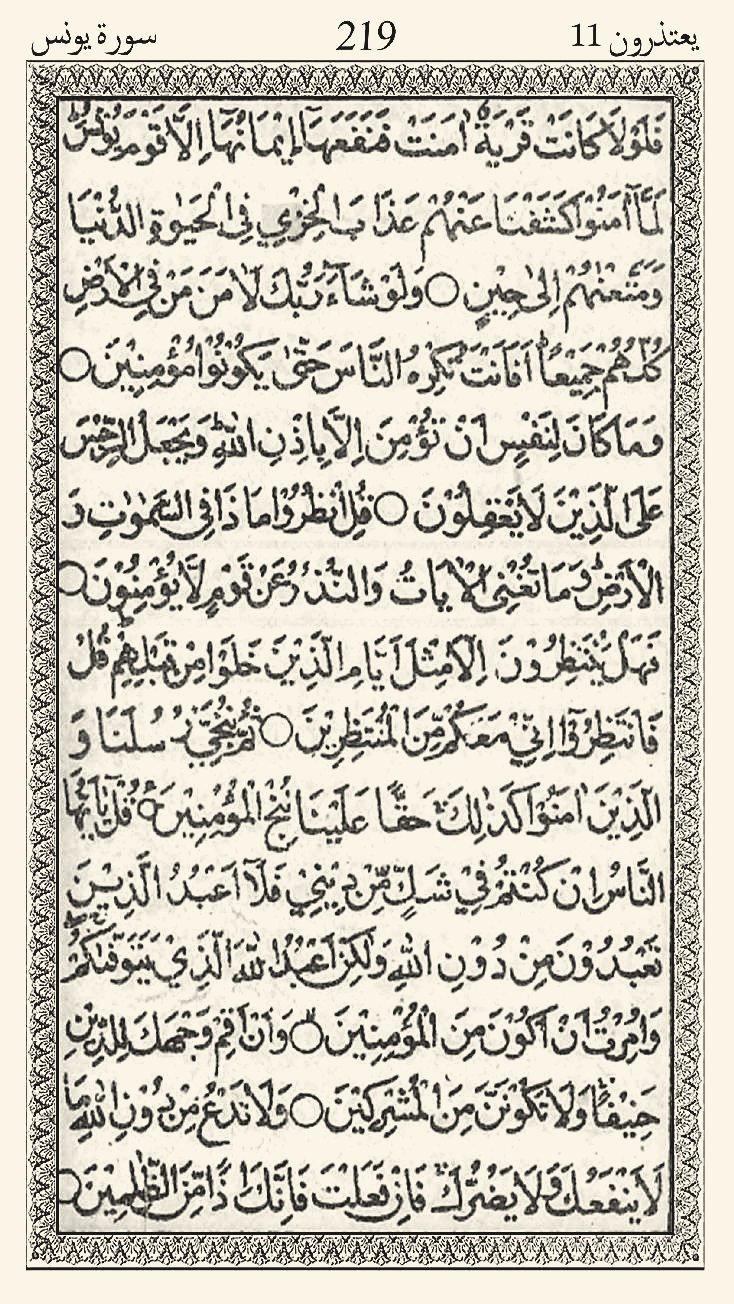 يعتذرون 11 219 سورة يونس
فَلَوْلَا كَانَتْ قَرْيَةٌ اٰمَنَتْ فَنَفَعَهَاۤ اِيْمَانُهَاۤ اِلَّا قَوْمَ يُوْنُسَؕ
لَمَّاۤ اٰمَنُوْا كَشَفْنَا عَنْهُمْ عَذَابَ الْخِزْيِ فِى الْحَيٰوةِ الدُّنْيَا
وَمَتَّعْنٰهُمْ اِلٰى حِيْنٍ ○ وَلَوْ شَآءَ رَبُّكَ لَاٰمَنَ مَنْ فِى الْاَرْضِ
كُلُّهُمْ جَمِيْعًاؕ اَفَاَنْتَ تُكْرِهُ النَّاسَ حَتّٰى يَكُوْنُوْا مُؤْمِنِيْنَ ○
وَمَا كَانَ لِنَفْسٍ اَنْ تُؤْمِنَ اِلَّا بِاِذْنِ اللّٰهِؕ وَيَجْعَلُ الرِّجْسَ
عَلَى الَّذِيْنَ لَا يَعْقِلُوْنَ ○ قُلِ انْظُرُوْا مَا ذَا فِى السَّمٰوٰتِ وَ
الْاَرْضِؕ وَمَا تُغْنِى الْاٰيَاتُ وَالنُّذُرُ عَنْ قَوْمٍ لَّا يُؤْمِنُوْنَ ○
فَهَلْ يَنْتَظِرُوْنَ اِلَّا مِثْلَ اَيَّامِ الَّذِيْنَ خَلَوْا مِنْ قَبْلِهِمْؕ قُلْ
فَانْتَظِرُوْۤا اِنِّيْ مَعَكُمْ مِّنَ الْمُنْتَظِرِيْنَ ○ ثُمَّ نُنَجِّيْ رُسُلَنَا وَ
الَّذِيْنَ اٰمَنُوْا كَذٰلِكَۚ حَقًّا عَلَيْنَا نُنْجِ الْمُؤْمِنِيْنَ ○ قُلْ يٰۤاَيُّهَا
النَّاسُ اِنْ كُنْتُمْ فِيْ شَكٍّ مِّنْ دِيْنِيْ فَلَاۤ اَعْبُدُ الَّذِيْنَ
تَعْبُدُوْنَ مِنْ دُوْنِ اللّٰهِ وَلٰكِنْ اَعْبُدُ اللّٰهَ الَّذِيْ يَتَوَفّٰىكُمْ
وَاُمِرْتُ اَنْ اَكُوْنَ مِنَ الْمُؤْمِنِيْنَ ○ وَاَنْ اَقِمْ وَجْهَكَ لِلدِّيْنِ
حَنِيْفًاۚ وَلَا تَكُوْنَنَّ مِنَ الْمُشْرِكِيْنَ ○ وَلَا تَدْعُ مِنْ دُوْنِ اللّٰهِ مَا
لَا يَنْفَعُكَ وَلَا يَضُرُّكَۚ فَاِنْ فَعَلْتَ فَاِنَّكَ اِذًا مِّنَ الظّٰلِمِيْنَ ○